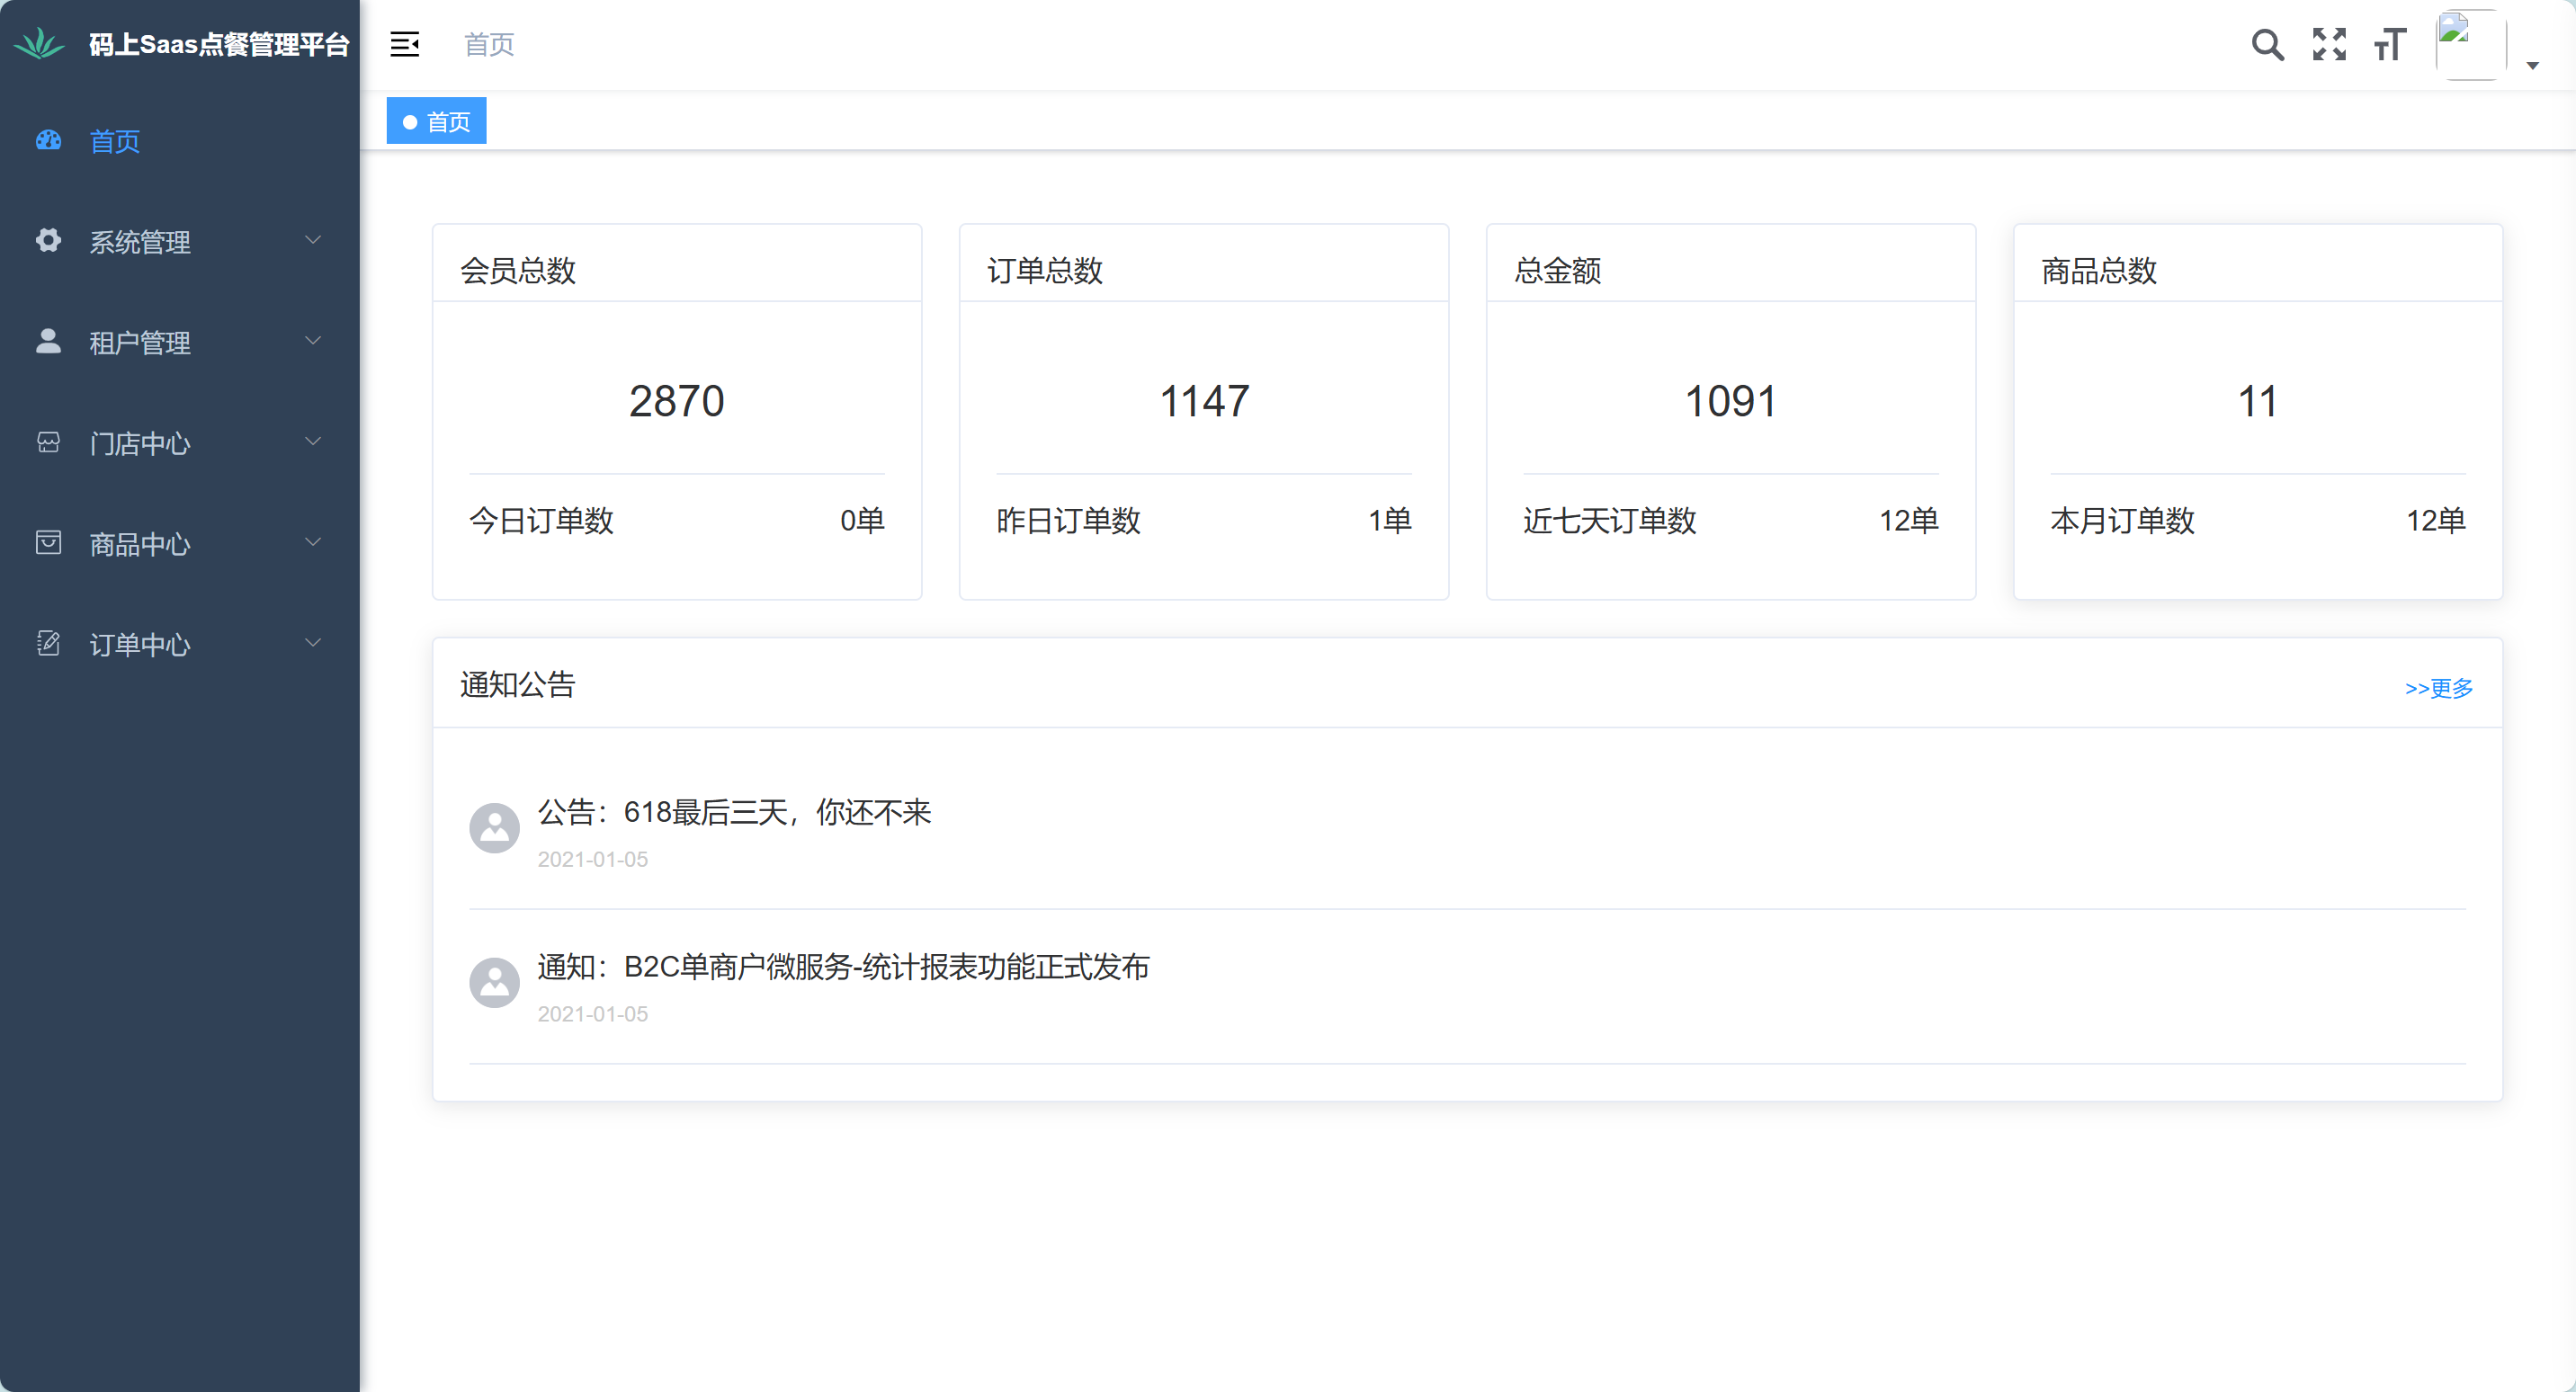 码上Saas点餐管理平台
首页
首页
首页
系统管理
租户管理
门店中心
商品中心
订单中心
会员总数
2870
今日订单数 0单
订单总数
1147
昨日订单数 1单
总金额
1091
近七天订单数 12单
商品总数
11
本月订单数 12单
通知公告 >>更多
公告：618最后三天，你还不来
2021-01-05
通知：B2C单商户微服务-统计报表功能正式发布
2021-01-05